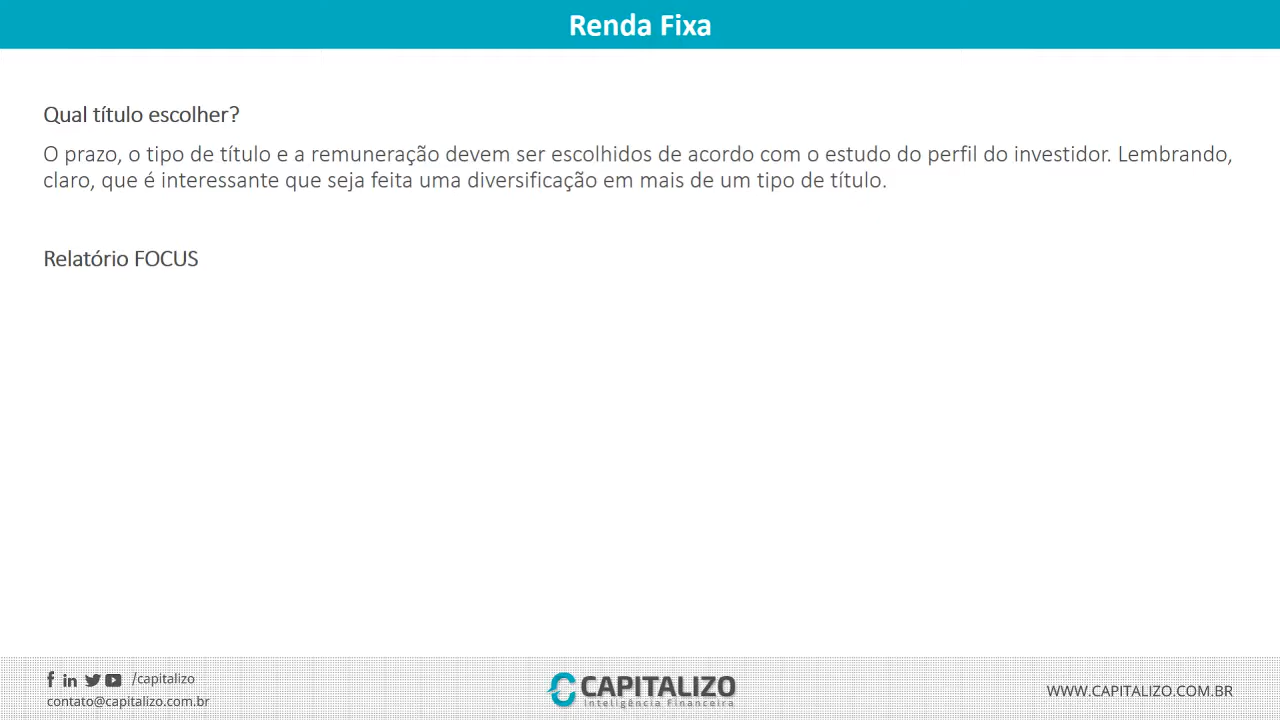 Renda Fixa
Qual título escolher?
O prazo, o tipo de título e a remuneração devem ser escolhidos de acordo com o estudo do perfil do investidor. Lembrando,
claro, que é interessante que seja feita uma diversificação em mais de um tipo de título.
Relatório FOCUS
/capitalizo
contato@capitalizo.com.br
CAPITALIZO
Inteligência Financeira
WWW.CAPITALIZO.COM.BR